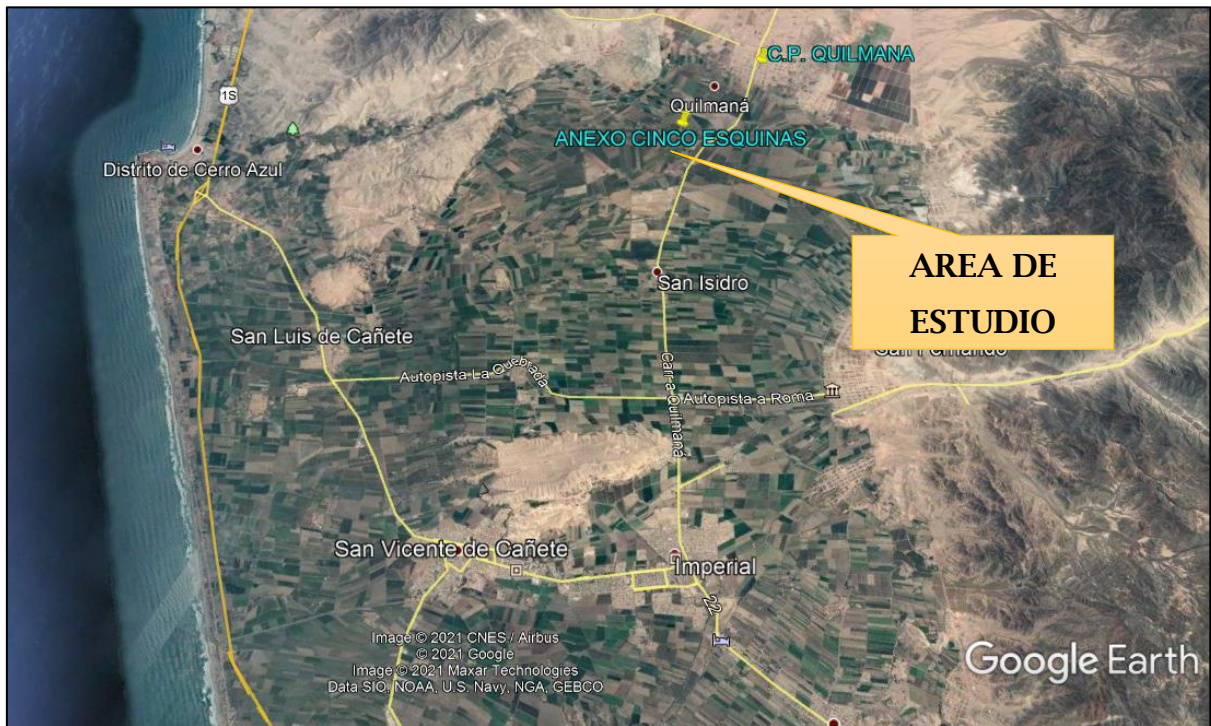 C.P. QUILMANA
1S
Quilmaná
ANEXO CINCO ESQUINAS
Distrito de Cerro Azul
AREA DE
ESTUDIO
San Isidro
San Luis de Cañete
San Fernando
Autopista La Quebrada
Autopista a Roma
Carr a Quilmaná
San Vicente de Cañete
Imperial
22
Image © 2021 CNES / Airbus
© 2021 Google
Image © 2021 Maxar Technologies
Data SIO, NOAA, U.S. Navy, NGA, GEBCO
Google Earth